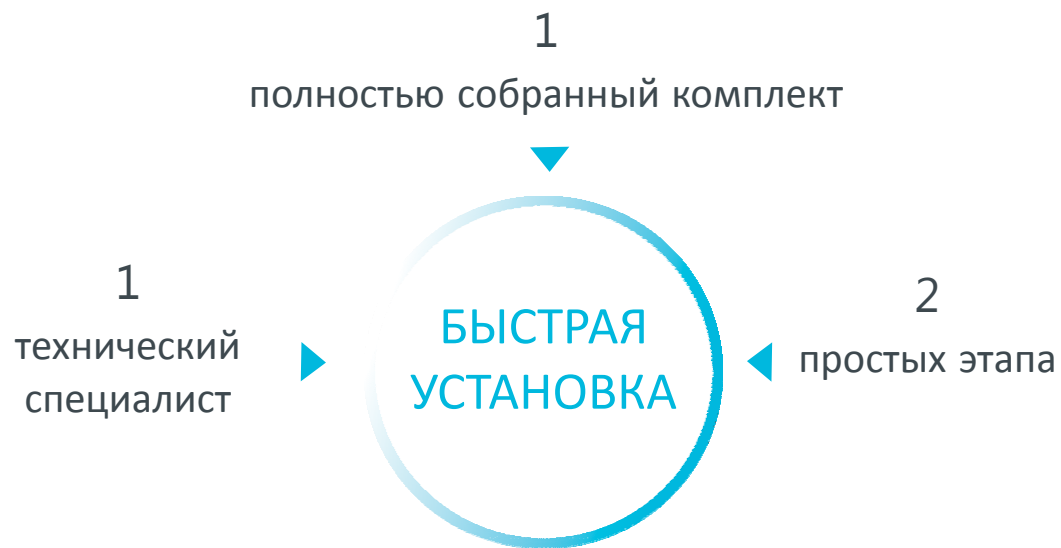 1
полностью собранный комплект
1
технический
специалист
БЫСТРАЯ
УСТАНОВКА
2
простых этапа